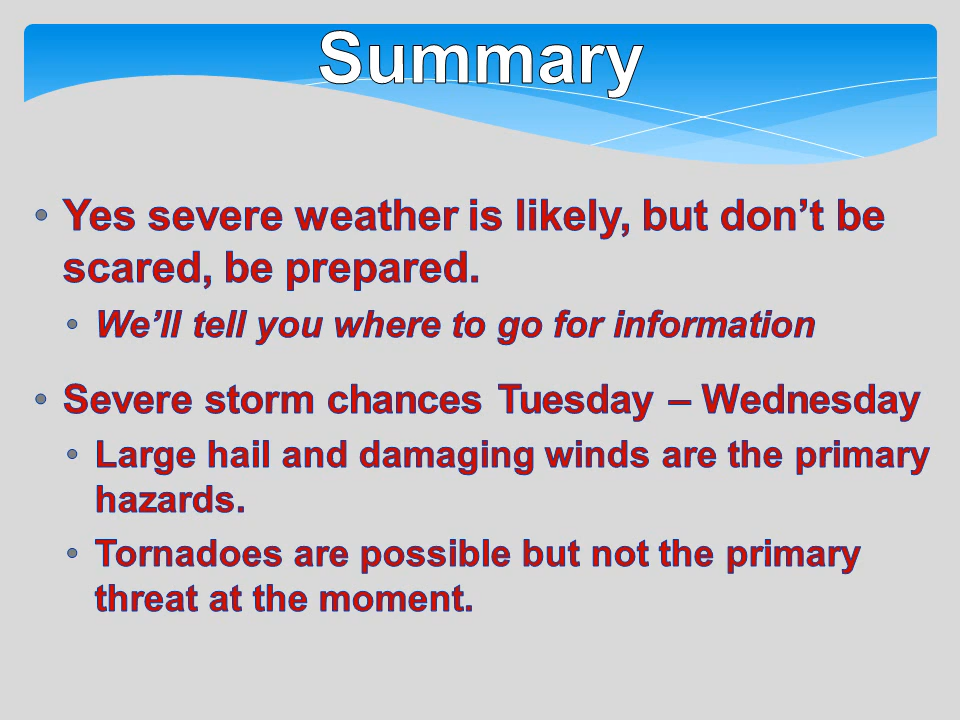 Summary
• Yes severe weather is likely, but don’t be
scared, be prepared.
• We’ll tell you where to go for information
• Severe storm chances Tuesday – Wednesday
• Large hail and damaging winds are the primary
hazards.
• Tornadoes are possible but not the primary
threat at the moment.